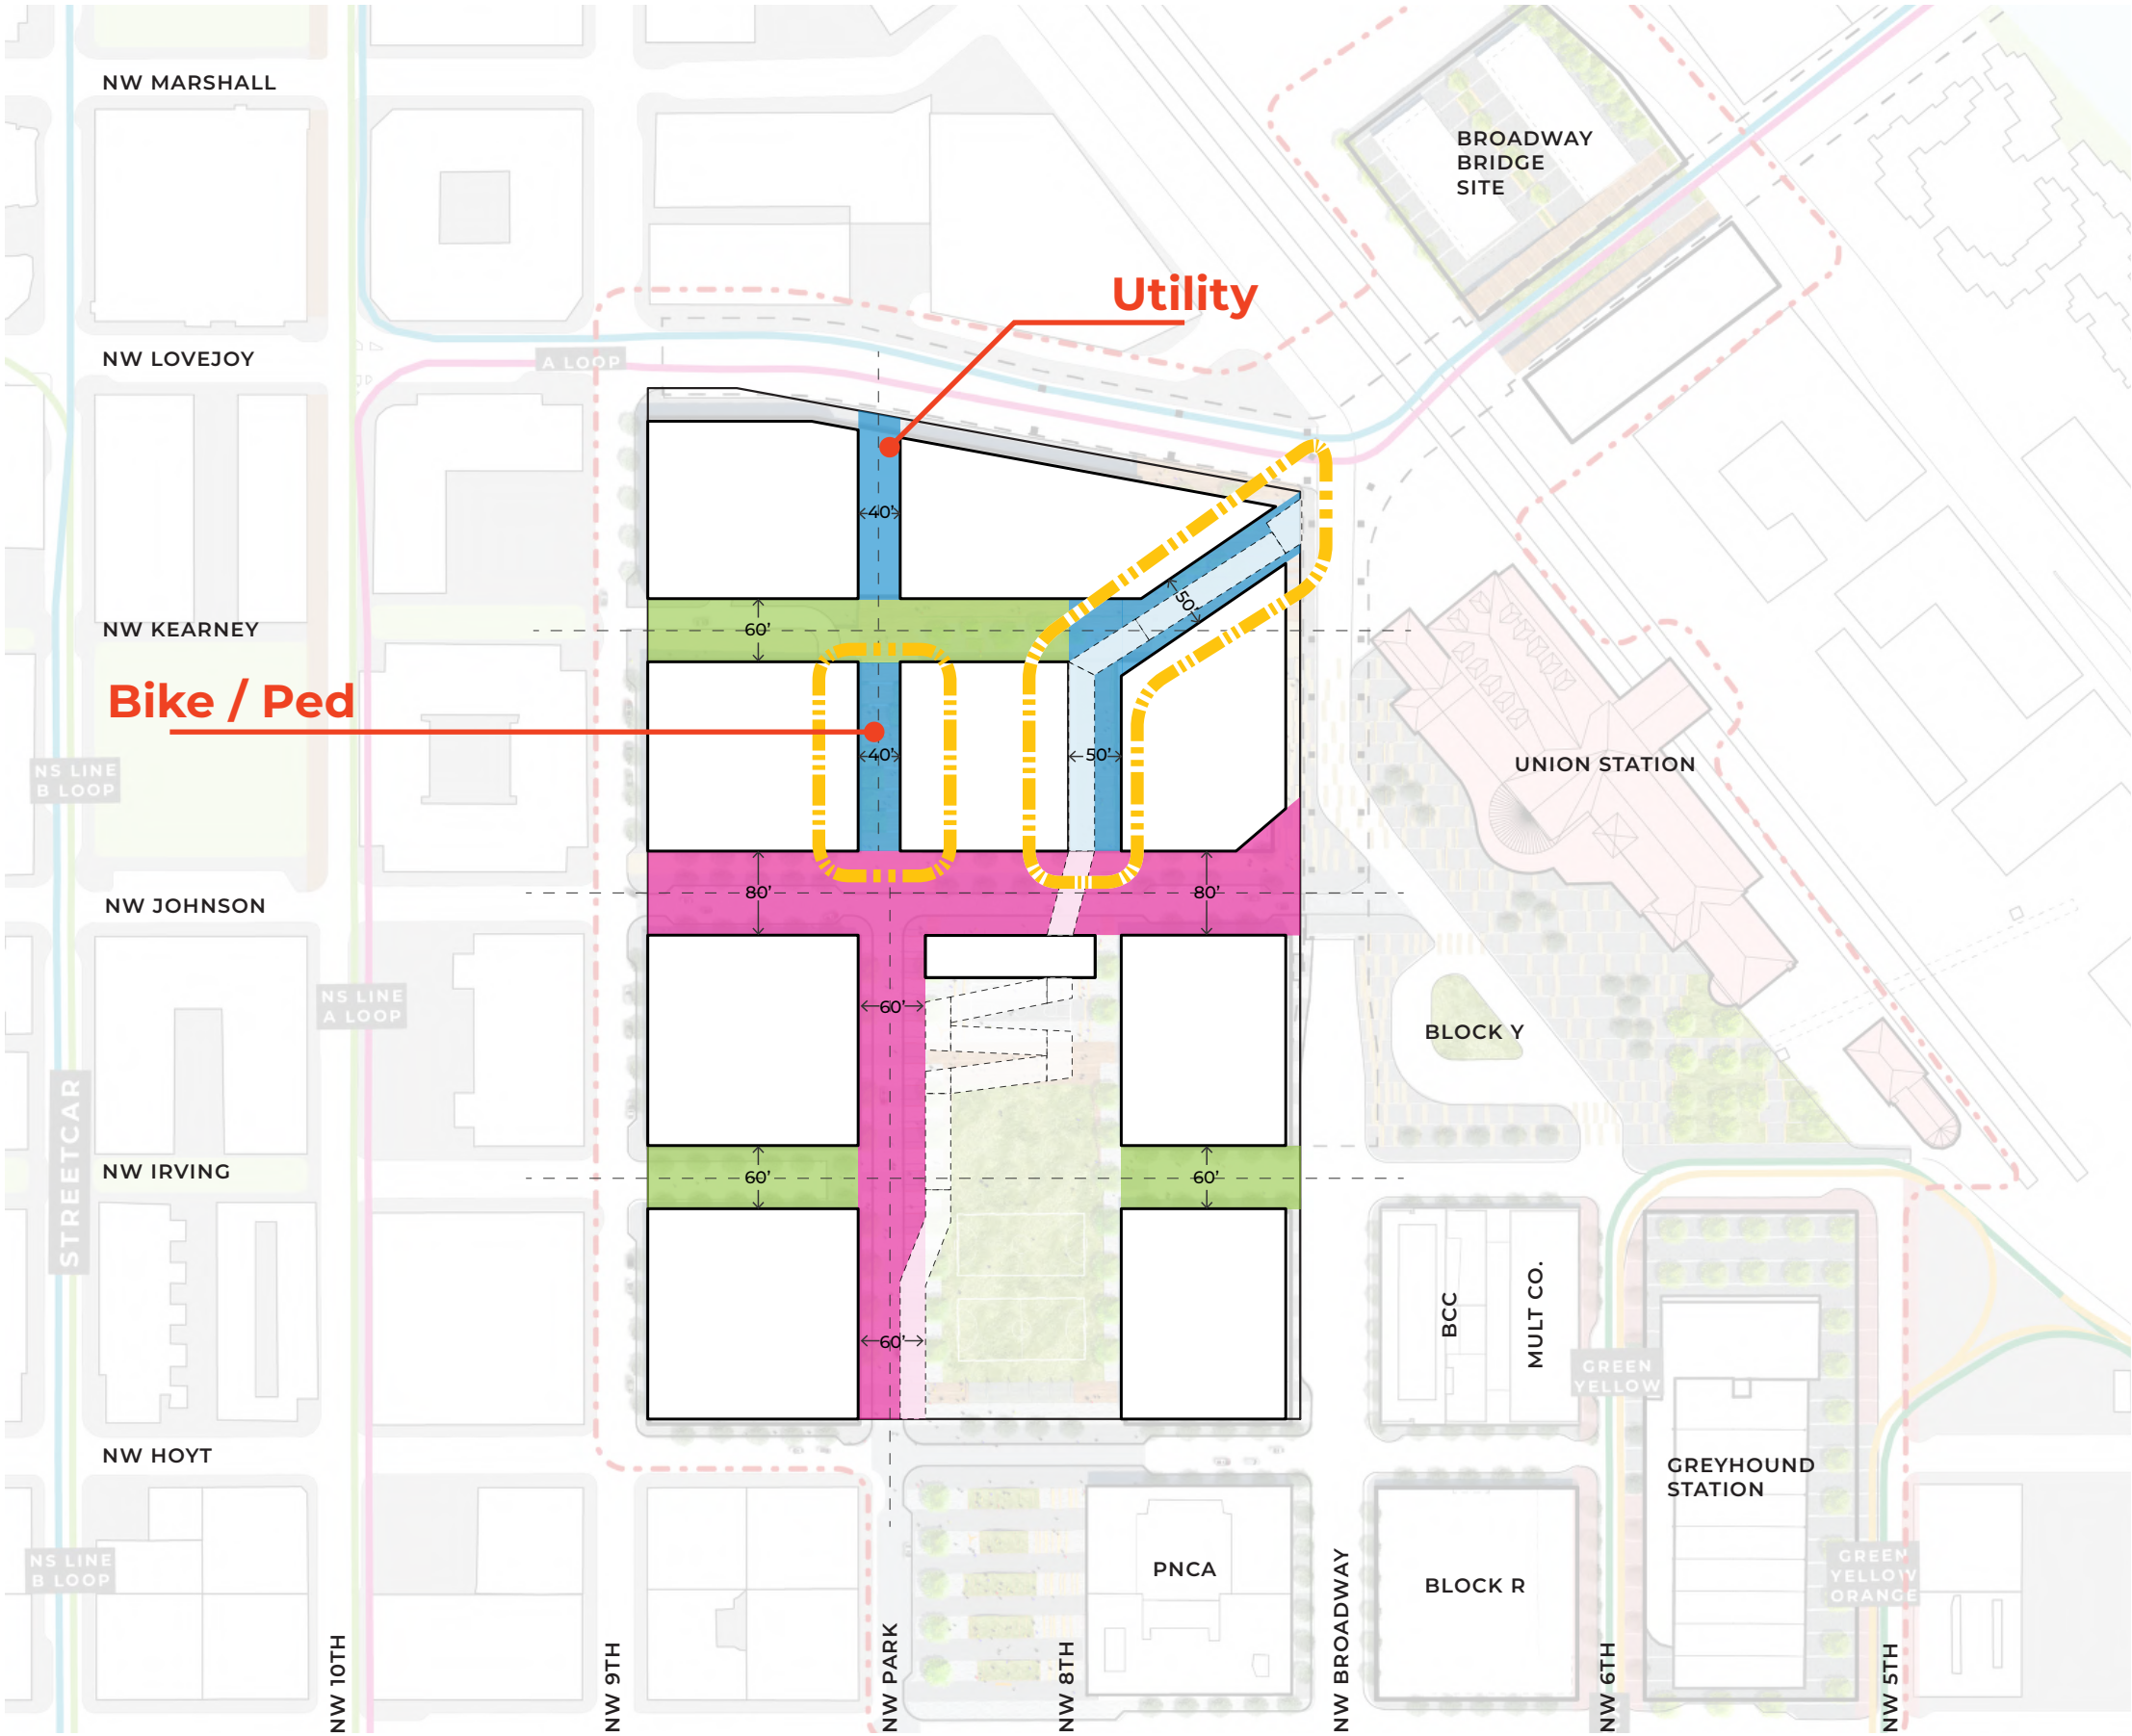 NW MARSHALL
BROADWAY
BRIDGE
SITE
Utility
NW LOVEJOY
A LOOP
40'
50'
NW KEARNEY
60'
Bike / Ped
40'
50'
UNION STATION
NS LINE
B LOOP
80'
80'
NW JOHNSON
NS LINE
A LOOP
60'
BLOCK Y
STREETCAR
NW IRVING
60'
60'
BCC
MULT CO.
60'
GREEN
YELLOW
NW HOYT
GREYHOUND
STATION
NS LINE
B LOOP
PNCA
BLOCK R
GREEN
YELLOW
ORANGE
NW 10TH
NW 9TH
NW PARK
NW 8TH
NW BROADWAY
NW 6TH
NW 5TH